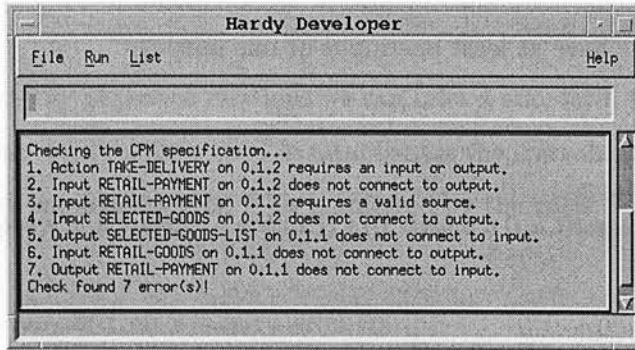 Hardy Developer
File Run List Help
Checking the CPM specification...
1. Action TAKE-DELIVERY on 0.1.2 requires an input or output.
2. Input RETAIL-PAYMENT on 0.1.2 does not connect to output.
3. Input RETAIL-PAYMENT on 0.1.2 requires a valid source.
4. Input SELECTED-GOODS on 0.1.2 does not connect to output.
5. Output SELECTED-GOODS-LIST on 0.1.1 does not connect to input.
6. Input RETAIL-GOODS on 0.1.1 does not connect to output.
7. Output RETAIL-PAYMENT on 0.1.1 does not connect to input.
Check found 7 error(s)!